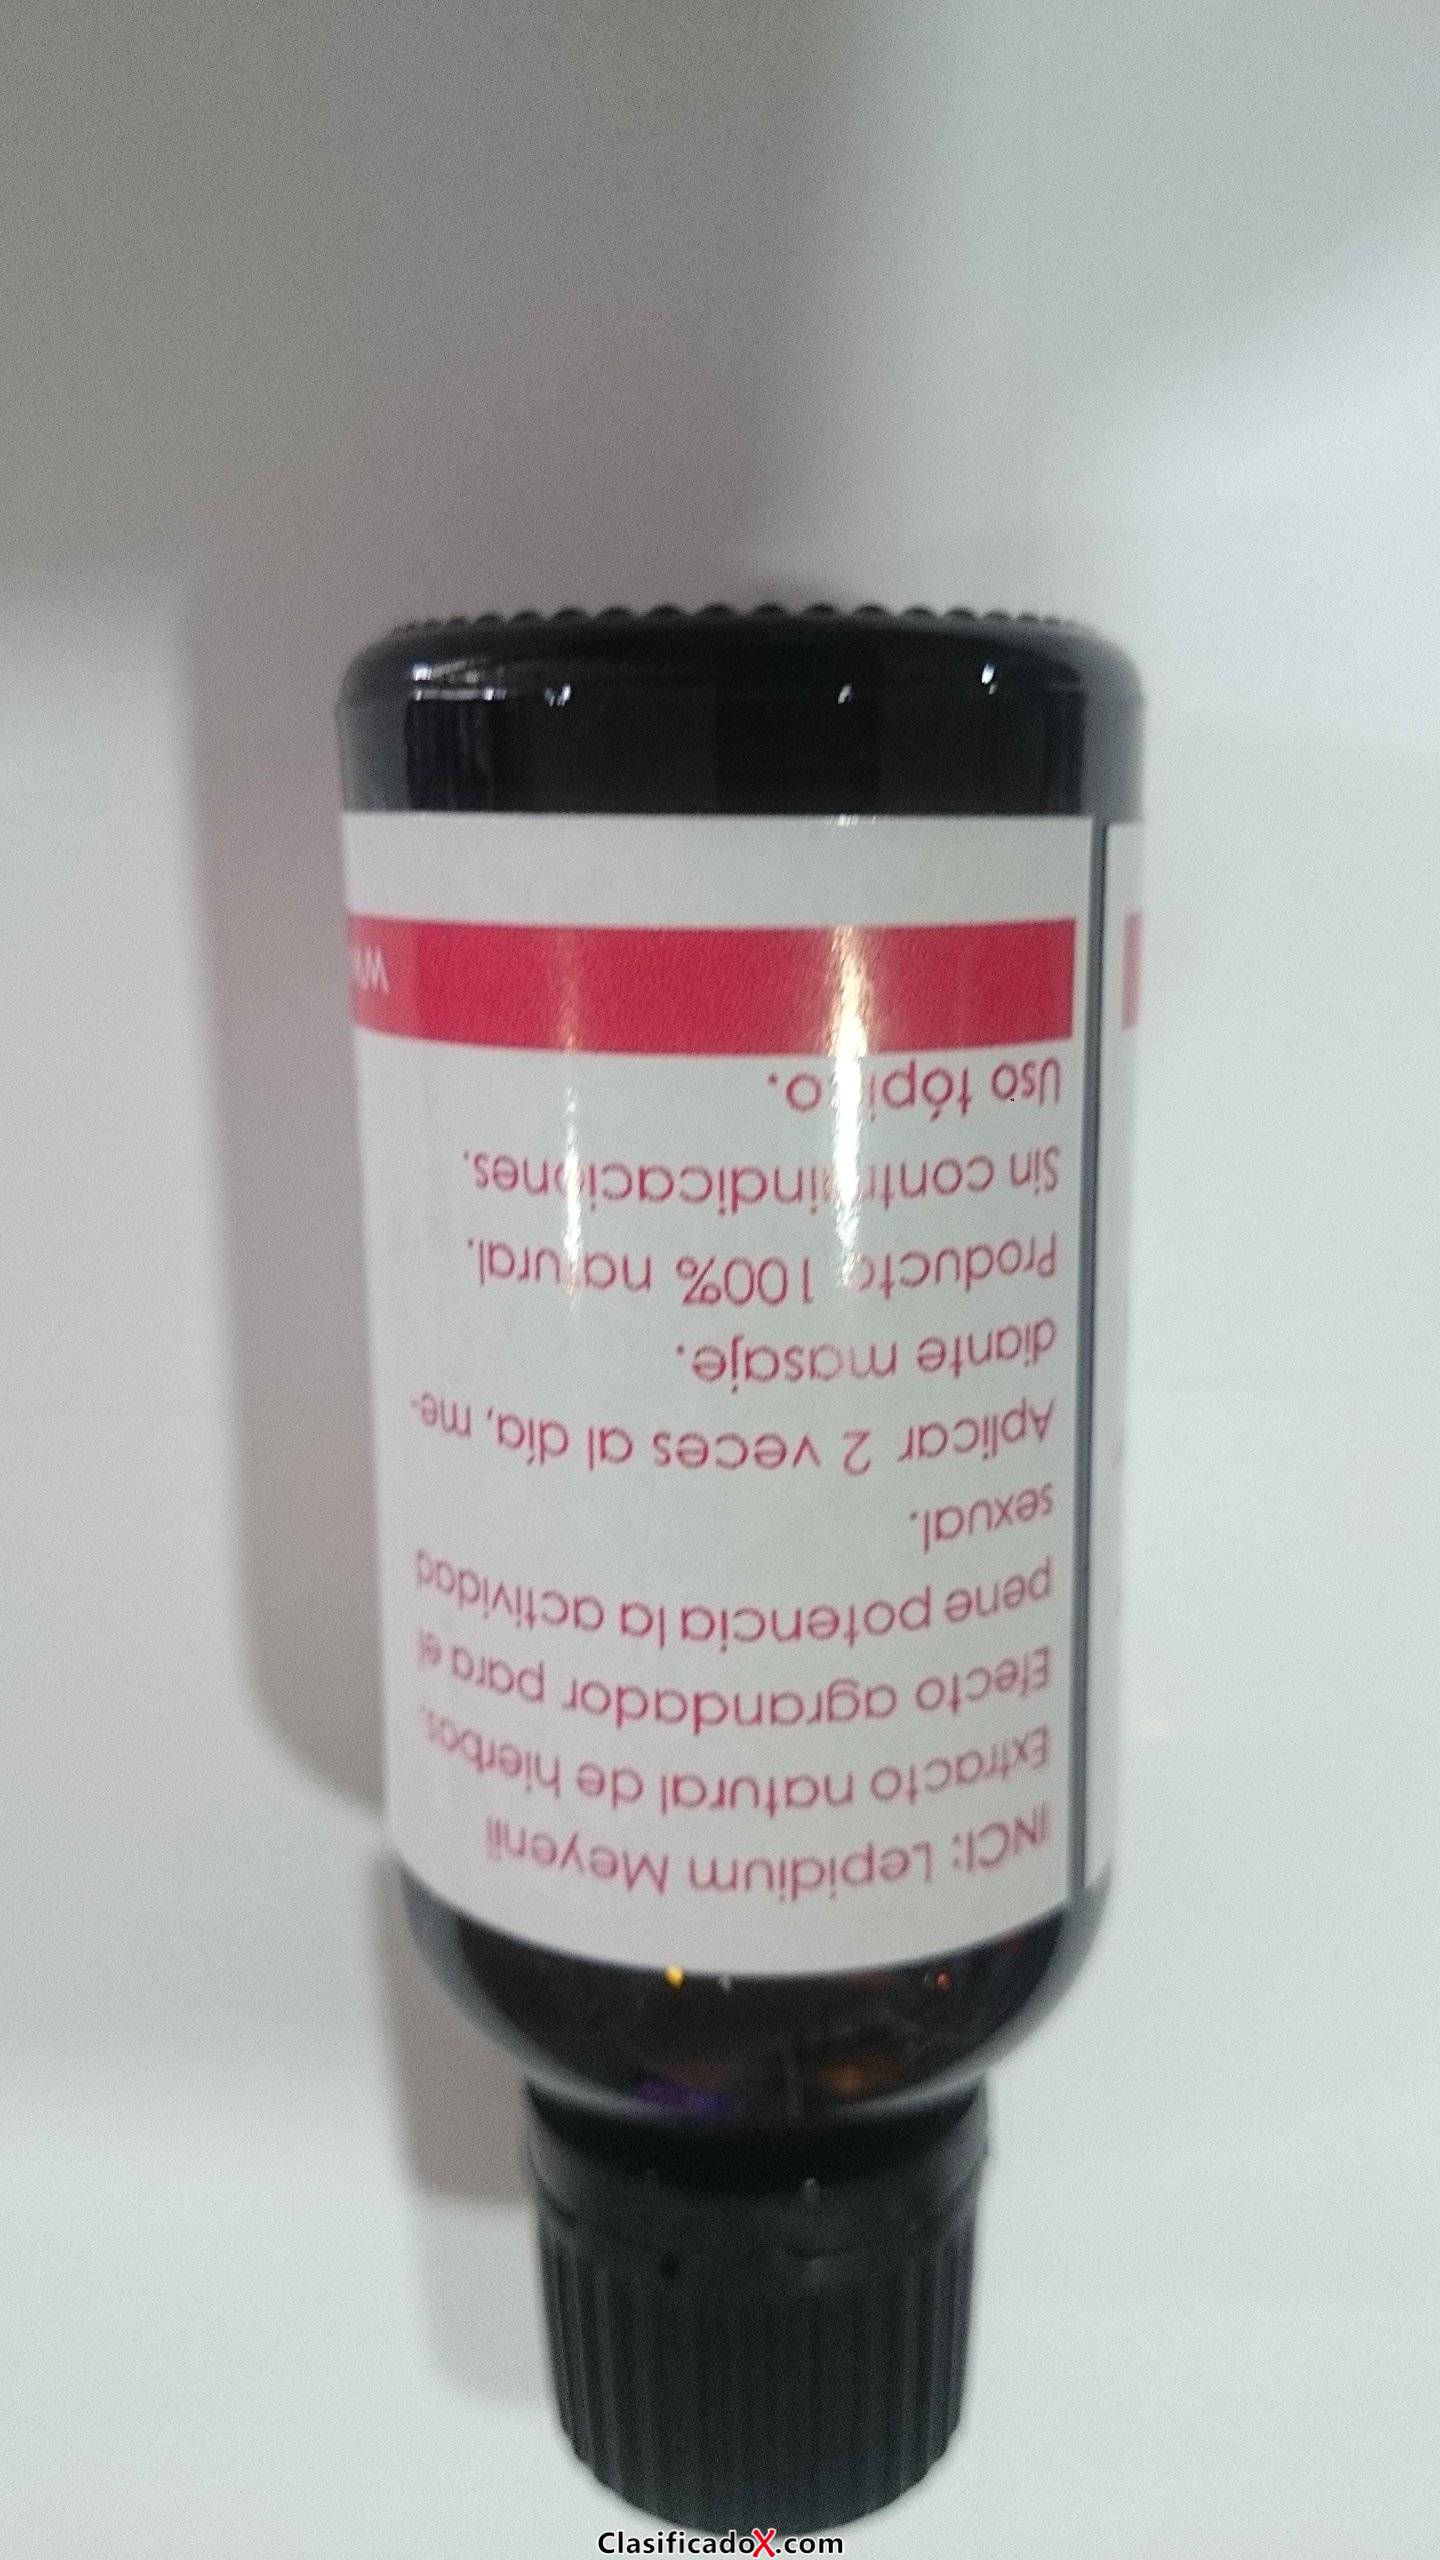 INCI: Lepidium Meyenii
Extracto natural de hierbas.
Efecto agrandador para el
pene potencia la actividad
sexual.
Aplicar 2 veces al día, me-
diante masaje.
Producto 100% natural.
Sin contraindicaciones.
Uso tópico.
ClasificadoX.com